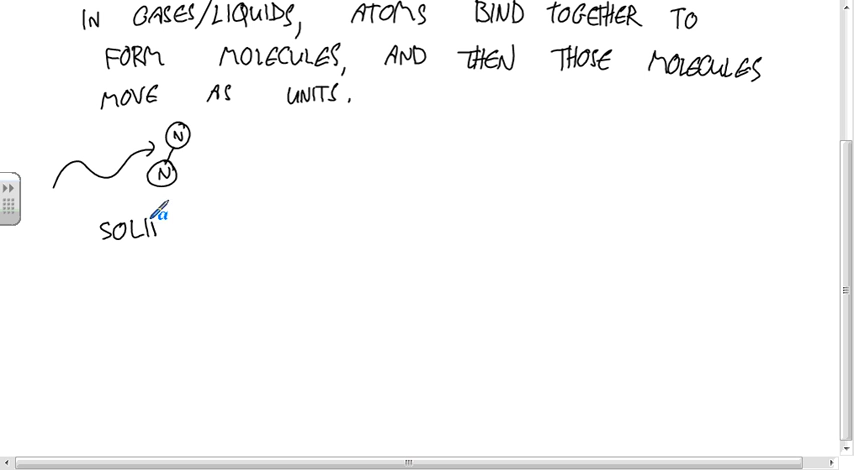 IN GASES/LIQUIDS, ATOMS BIND TOGETHER TO
FORM MOLECULES, AND THEN THOSE MOLECULES
MOVE AS UNITS.
N
N
SOLI